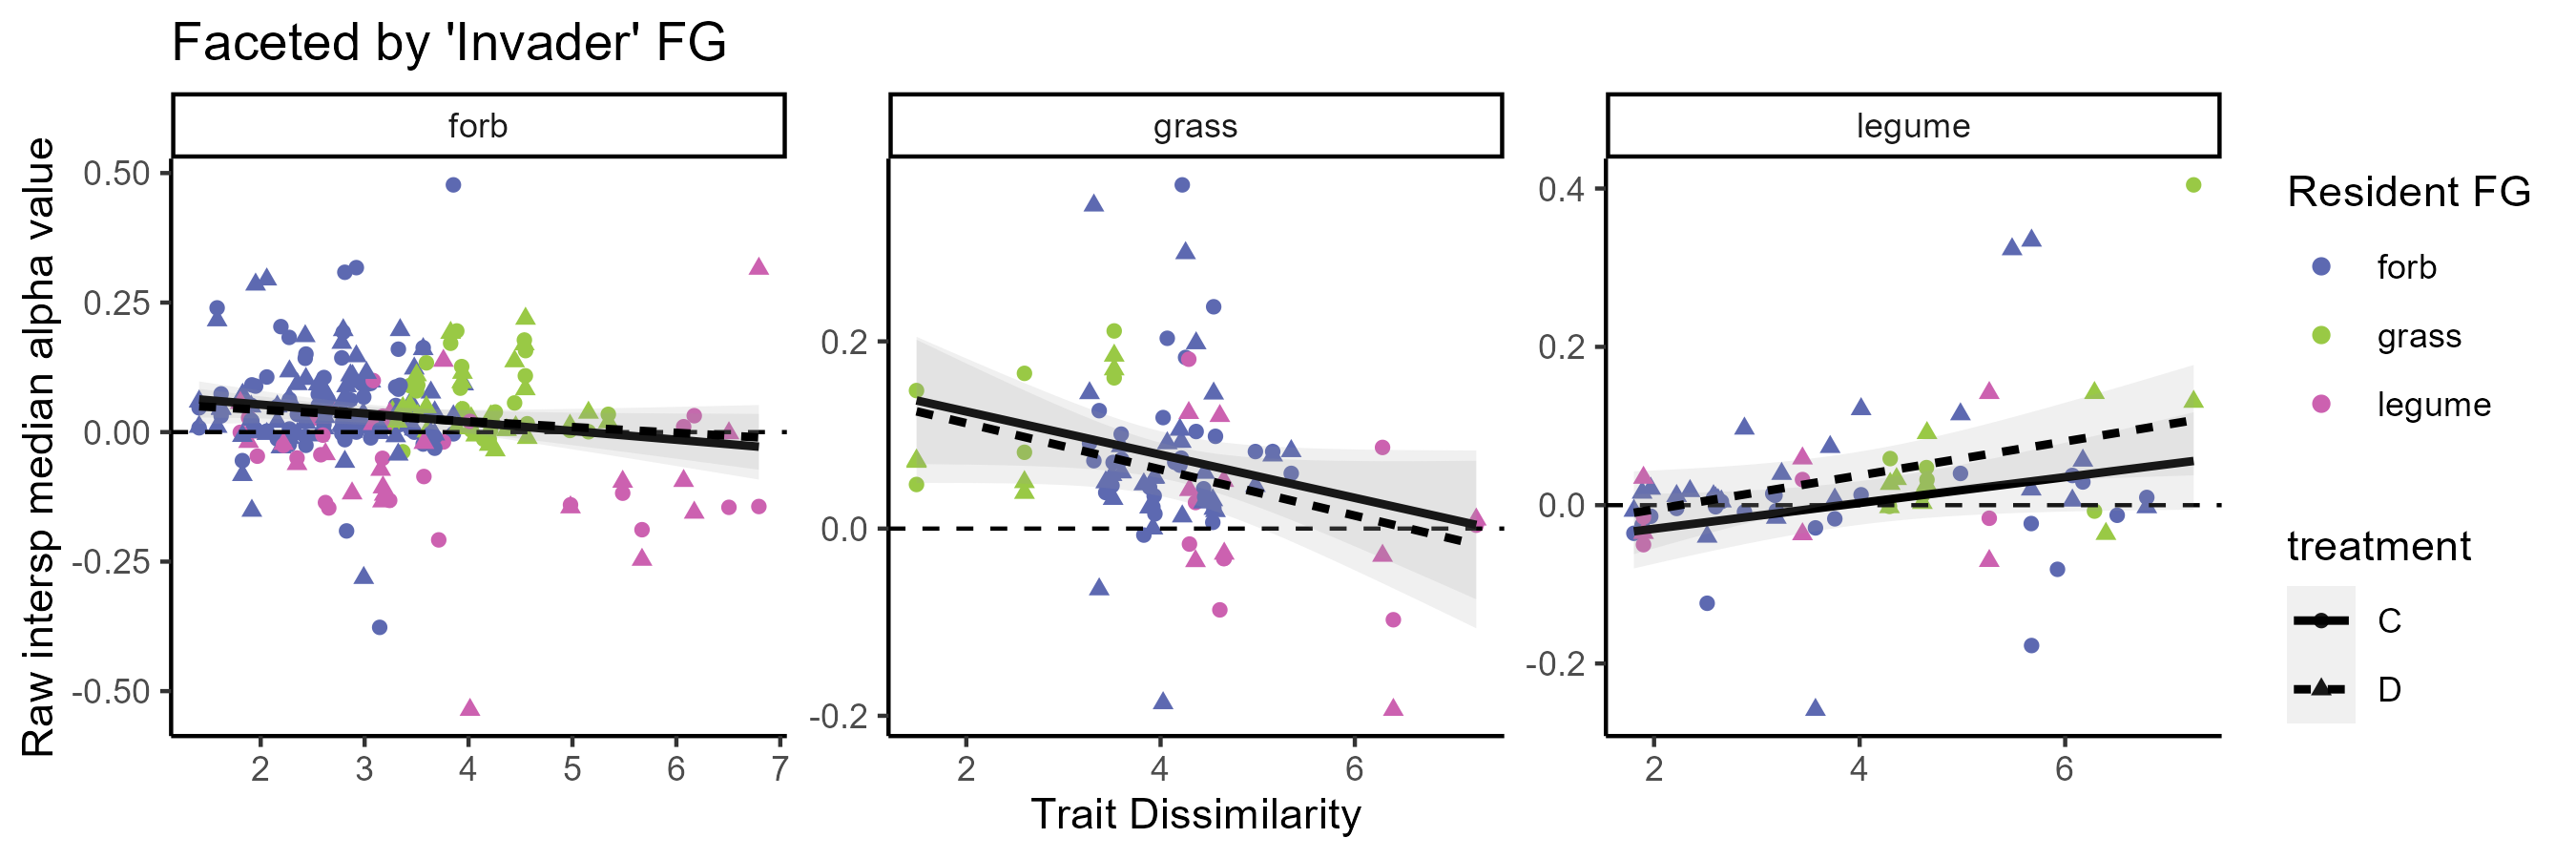 Faceted by 'Invader' FG
forb
grass
legume
Raw intersp median alpha value
0.50
0.25
0.00
-0.25
-0.50
2 3 4 5 6 7
0.2
0.0
-0.2
2 4 6
0.4
0.2
0.0
-0.2
2 4 6
Trait Dissimilarity
Resident FG
forb
grass
legume
treatment
C
D